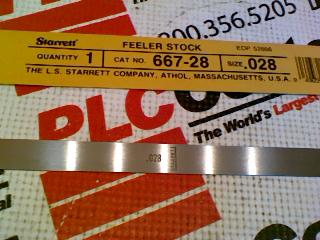 800.356.5205
Starrett FEELER STOCK EDP 52866
QUANTITY 1 CAT NO. 667-28 SIZE .028
THE L.S. STARRETT COMPANY, ATHOL, MASSACHUSETTS, U.S.A.
PLC
The World's Largest
.028